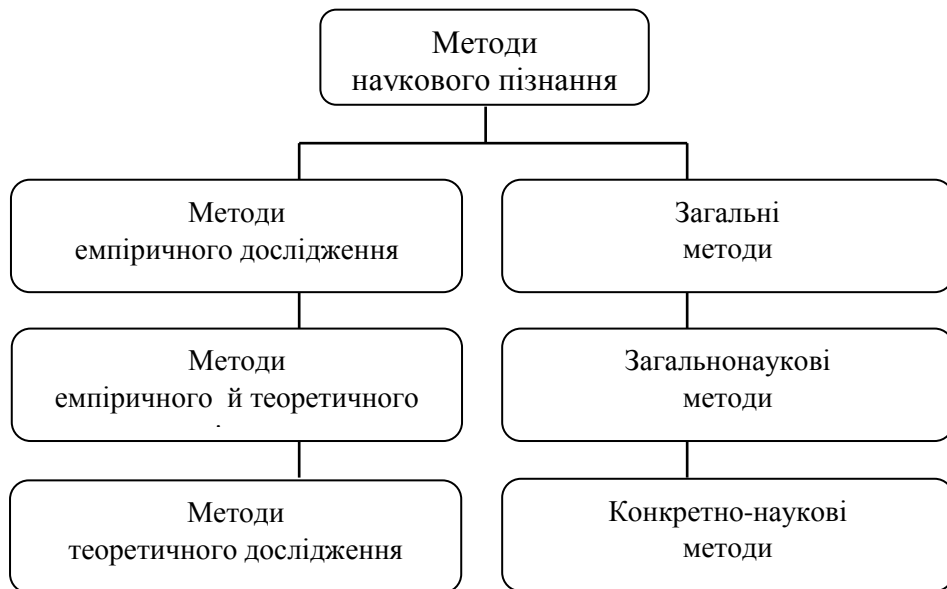 Методи
наукового пізнання
Методи
емпіричного дослідження
Загальні
методи
Методи
емпіричного й теоретичного
Загальнонаукові
методи
Методи
теоретичного дослідження
Конкретно-наукові
методи